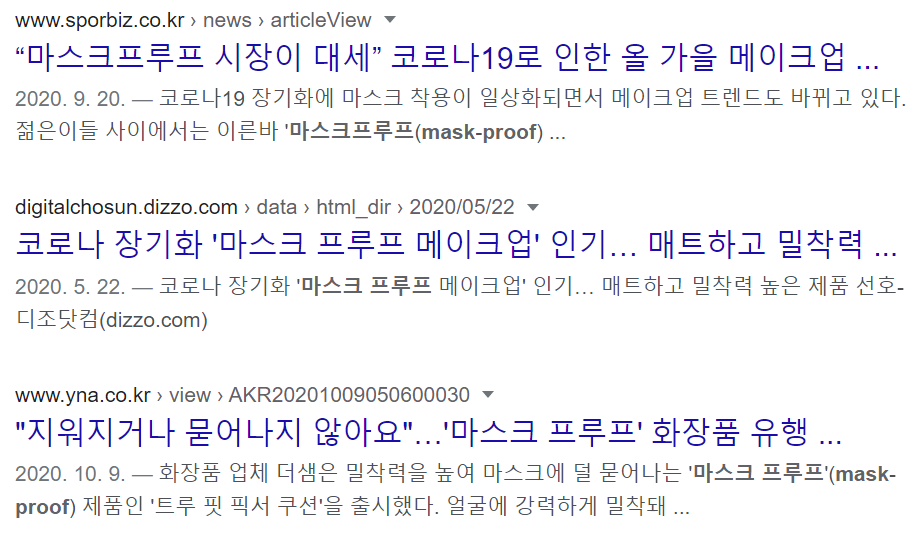 www.sporbiz.co.kr › news › articleView
“마스크프루프 시장이 대세” 코로나19로 인한 올 가을 메이크업 ...
2020. 9. 20. — 코로나19 장기화에 마스크 착용이 일상화되면서 메이크업 트렌드도 바뀌고 있다.
젊은이들 사이에서는 이른바 '마스크프루프(mask-proof) ...
digitalchosun.dizzo.com › data › html_dir › 2020/05/22
코로나 장기화 '마스크 프루프 메이크업' 인기… 매트하고 밀착력 ...
2020. 5. 22. — 코로나 장기화 '마스크 프루프 메이크업' 인기… 매트하고 밀착력 높은 제품 선호-
디조닷컴(dizzo.com)
www.yna.co.kr › view › AKR20201009050600030
"지워지거나 묻어나지 않아요"…'마스크 프루프' 화장품 유행 ...
2020. 10. 9. — 화장품 업체 더샘은 밀착력을 높여 마스크에 덜 묻어나는 '마스크 프루프'(mask-
proof) 제품인 '트루 핏 픽서 쿠션'을 출시했다. 얼굴에 강력하게 밀착돼 ...